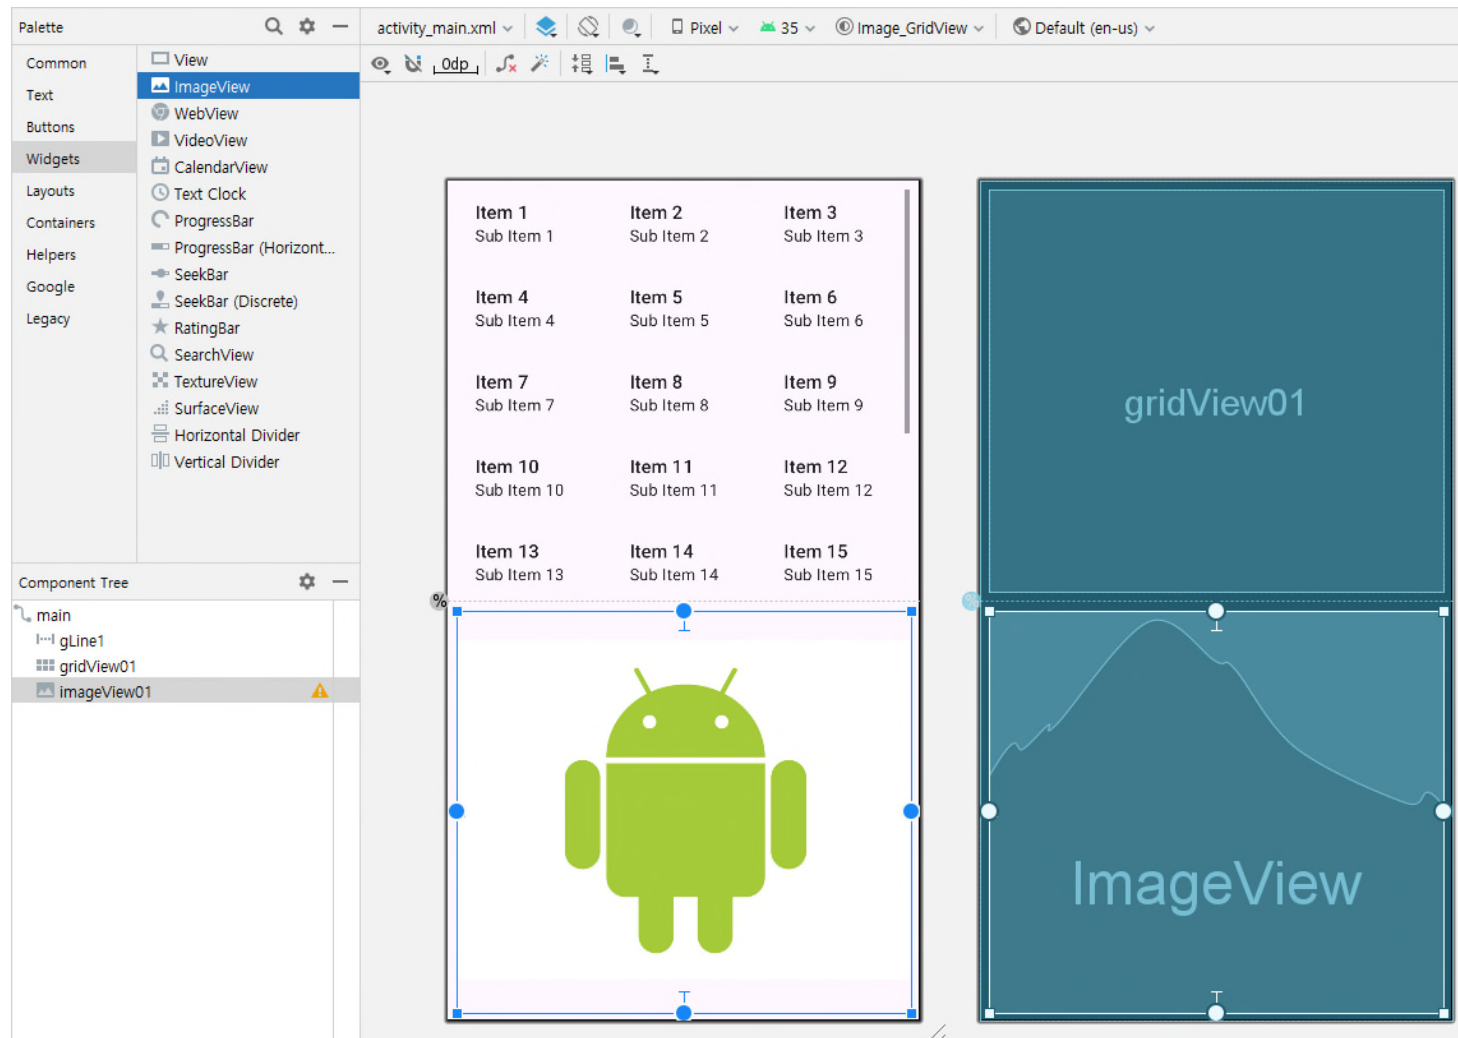 Palette
activity_main.xml
Pixel
35
Image_GridView
Default (en-us)
0dp
Common
Text
Buttons
Widgets
Layouts
Containers
Helpers
Google
Legacy
View
ImageView
WebView
VideoView
CalendarView
Text Clock
ProgressBar
ProgressBar (Horizont...
SeekBar
SeekBar (Discrete)
RatingBar
SearchView
TextureView
SurfaceView
Horizontal Divider
Vertical Divider
Component Tree
main
gLine1
gridView01
imageView01
Item 1 Item 2 Item 3
Sub Item 1 Sub Item 2 Sub Item 3
Item 4 Item 5 Item 6
Sub Item 4 Sub Item 5 Sub Item 6
Item 7 Item 8 Item 9
Sub Item 7 Sub Item 8 Sub Item 9
Item 10 Item 11 Item 12
Sub Item 10 Sub Item 11 Sub Item 12
Item 13 Item 14 Item 15
Sub Item 13 Sub Item 14 Sub Item 15
%
gridView01
%
ImageView